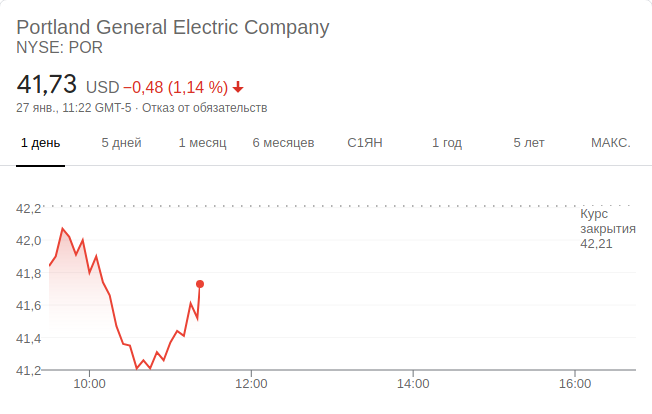 Portland General Electric Company
NYSE: POR
41,73 USD −0,48 (1,14 %)
27 янв., 11:22 GMT-5 · Отказ от обязательств
1 день 5 дней 1 месяц 6 месяцев С1ЯН 1 год 5 лет МАКС.
42,2
Курс
закрытия
42,21
42,0
41,8
41,6
41,4
41,2
10:00 12:00 14:00 16:00